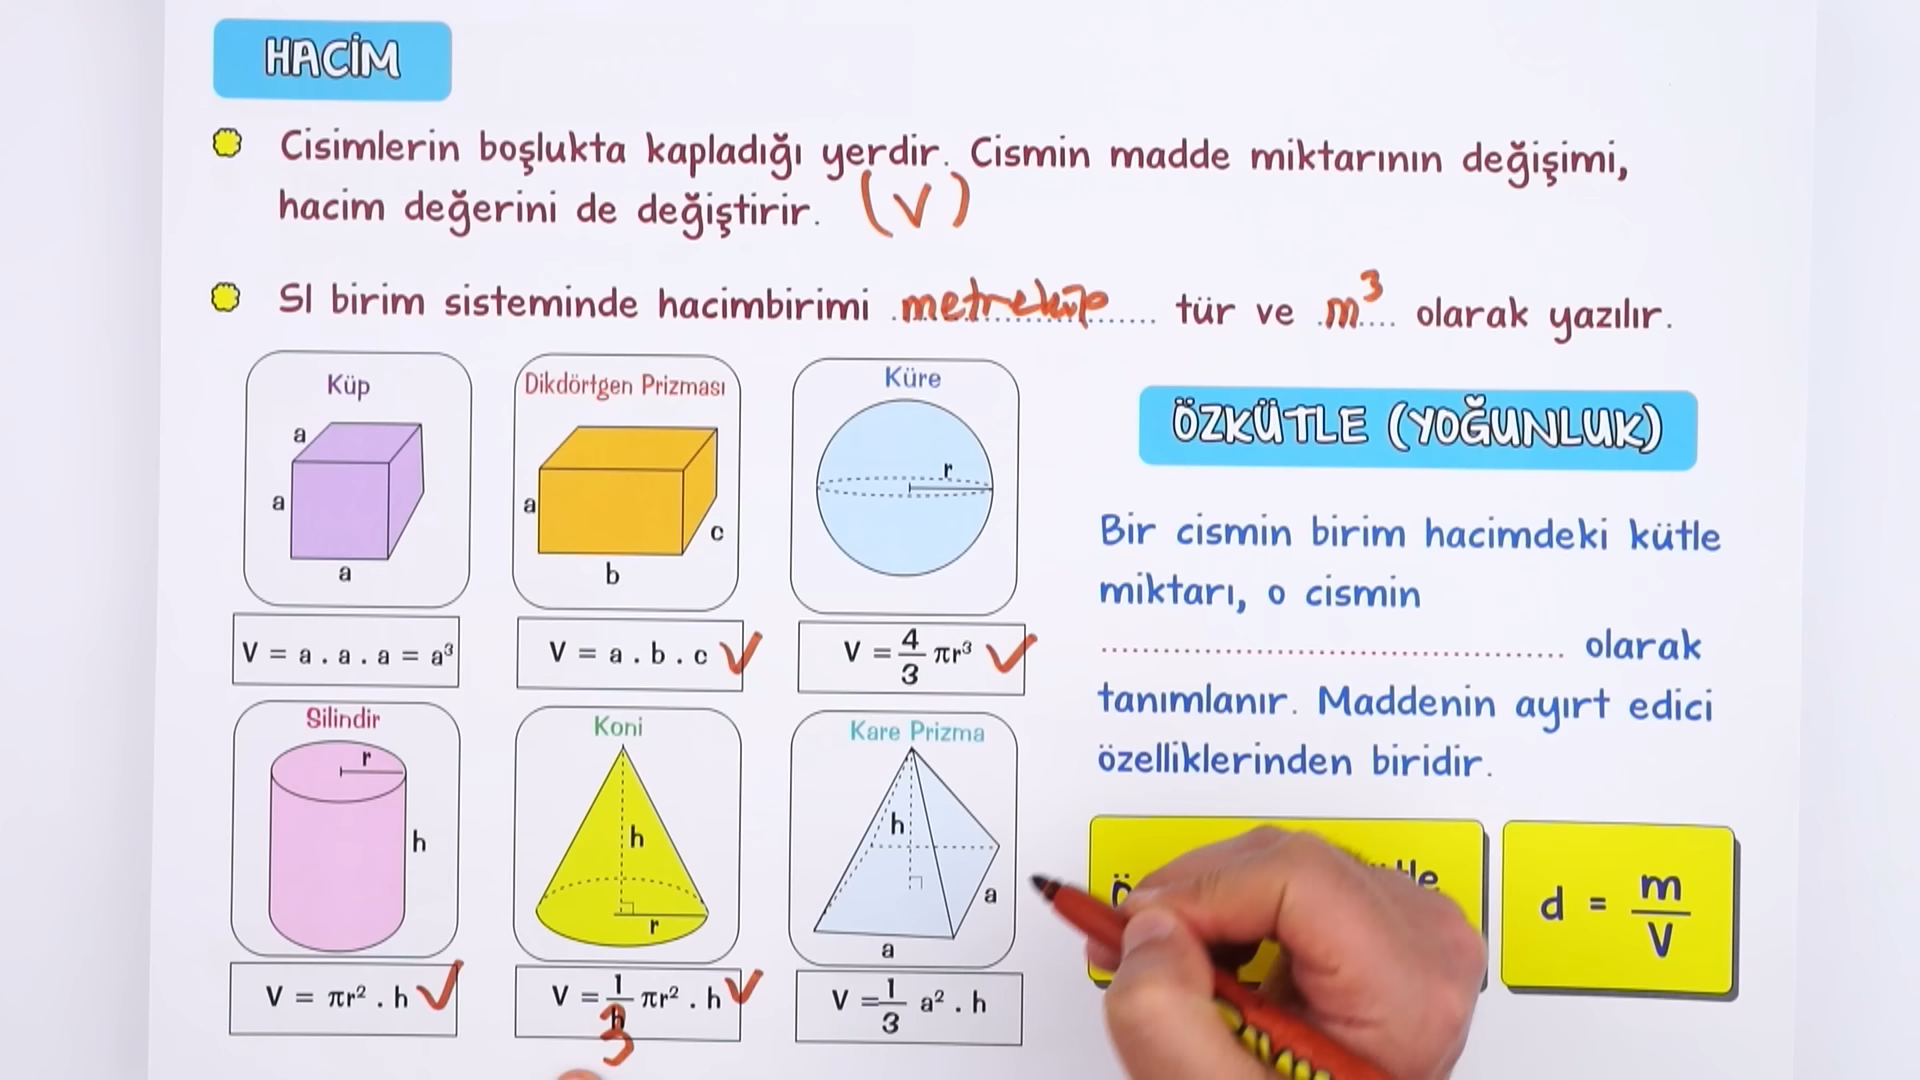 HACİM
Cisimlerin boşlukta kapladığı yerdir. Cismin madde miktarının değişimi,
hacim değerini de değiştirir. (V)
SI birim sisteminde hacimbirimi metreküp tür ve m³ olarak yazılır.
Küp
a
a
a
V = a . a . a = a³
Dikdörtgen Prizması
a
b
c
V = a . b . c
Küre
r
V = 4/3 πr³
Silindir
r
h
V = πr² . h
Koni
h
r
V = 1/h πr² . h
3
Kare Prizma
h
a
a
V = 1/3 a² . h
ÖZKÜTLE (YOĞUNLUK)
Bir cismin birim hacimdeki kütle
miktarı, o cismin
........................................ olarak
tanımlanır. Maddenin ayırt edici
özelliklerinden biridir.
d = m/V